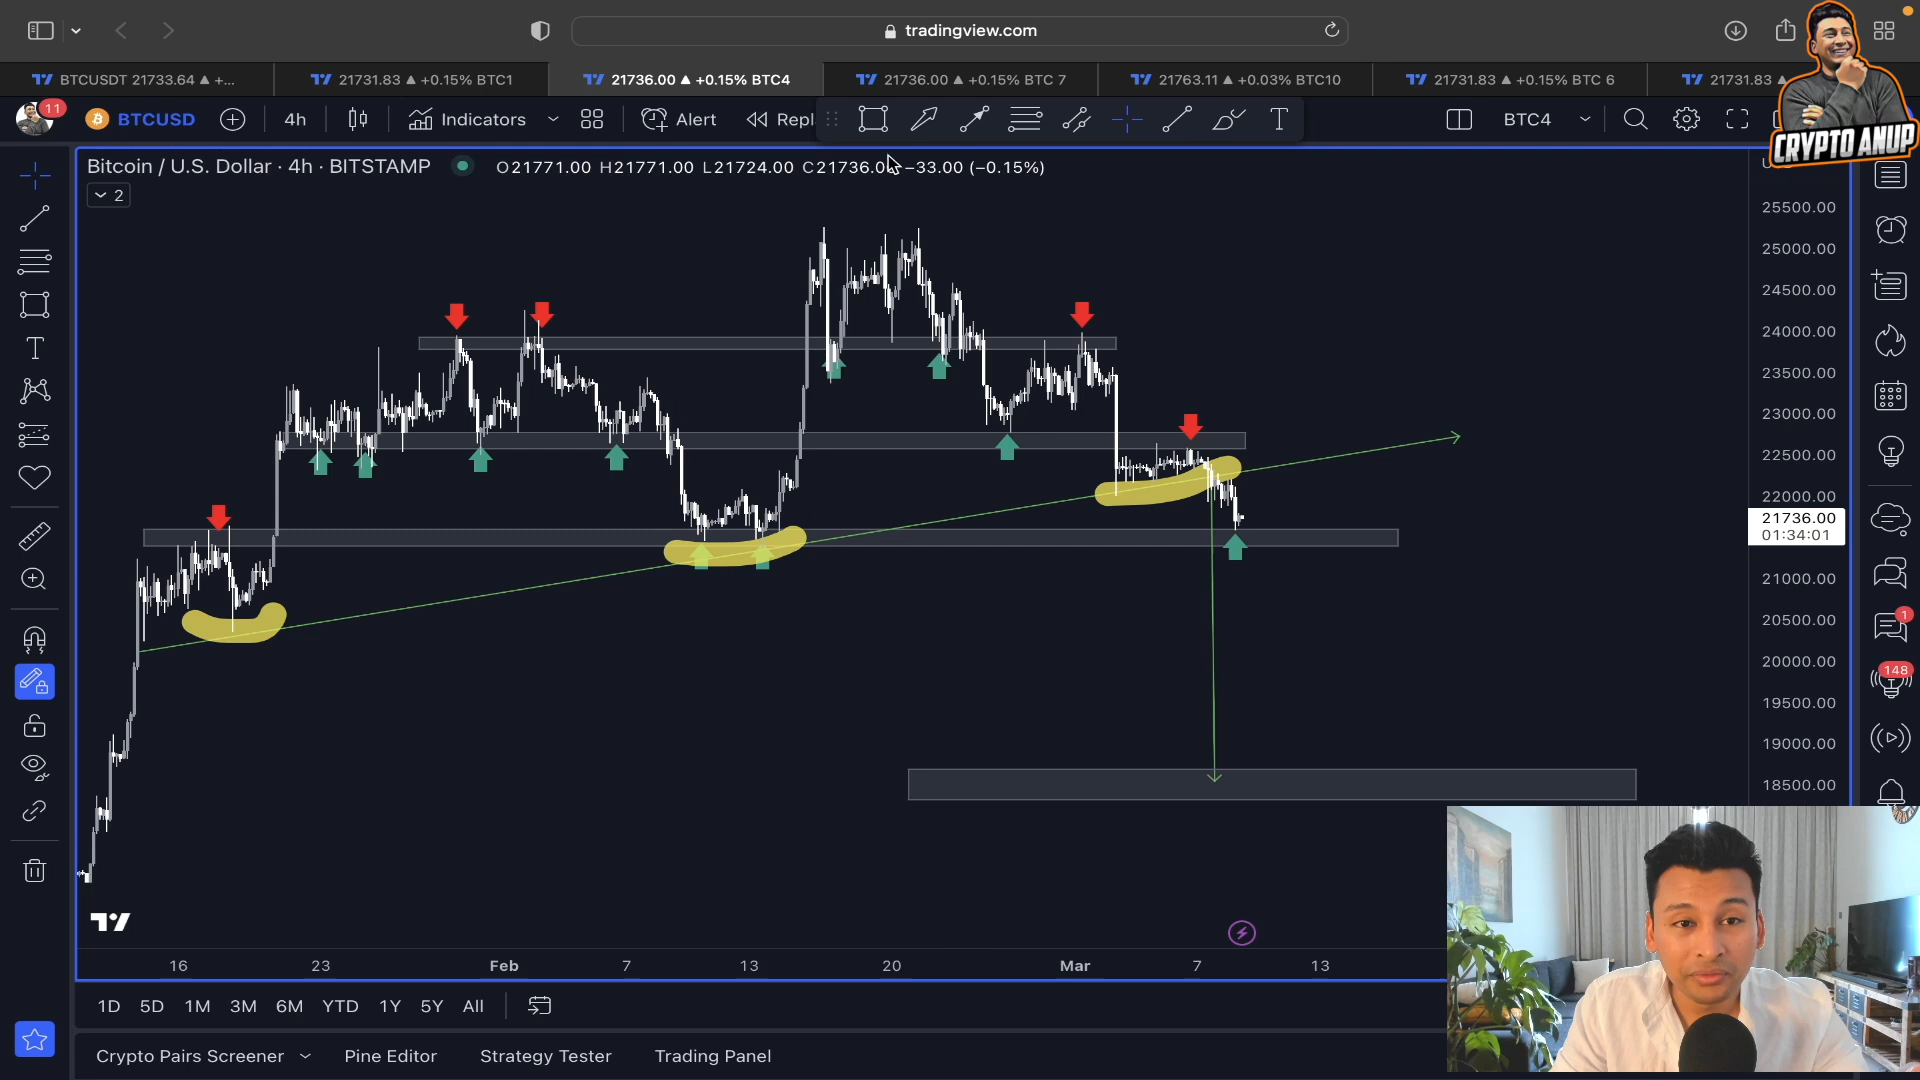 tradingview.com
BTCUSDT 21733.64 ▲ +...
21731.83 ▲ +0.15% BTC1
21736.00 ▲ +0.15% BTC4
21736.00 ▲ +0.15% BTC 7
21763.11 ▲ +0.03% BTC10
21731.83 ▲ +0.15% BTC 6
21731.83 ▲
11
BTCUSD
4h
Indicators
Alert
Repl
T
BTC4
CRYPTO ANUP
Bitcoin / U.S. Dollar · 4h · BITSTAMP
O21771.00 H21771.00 L21724.00 C21736.00 −33.00 (−0.15%)
2
25500.00
25000.00
24500.00
24000.00
23500.00
23000.00
22500.00
22000.00
21736.00
01:34:01
21000.00
20500.00
20000.00
19500.00
19000.00
18500.00
1
148
16
23
Feb
7
13
20
Mar
7
13
1D
5D
1M
3M
6M
YTD
1Y
5Y
All
Crypto Pairs Screener
Pine Editor
Strategy Tester
Trading Panel